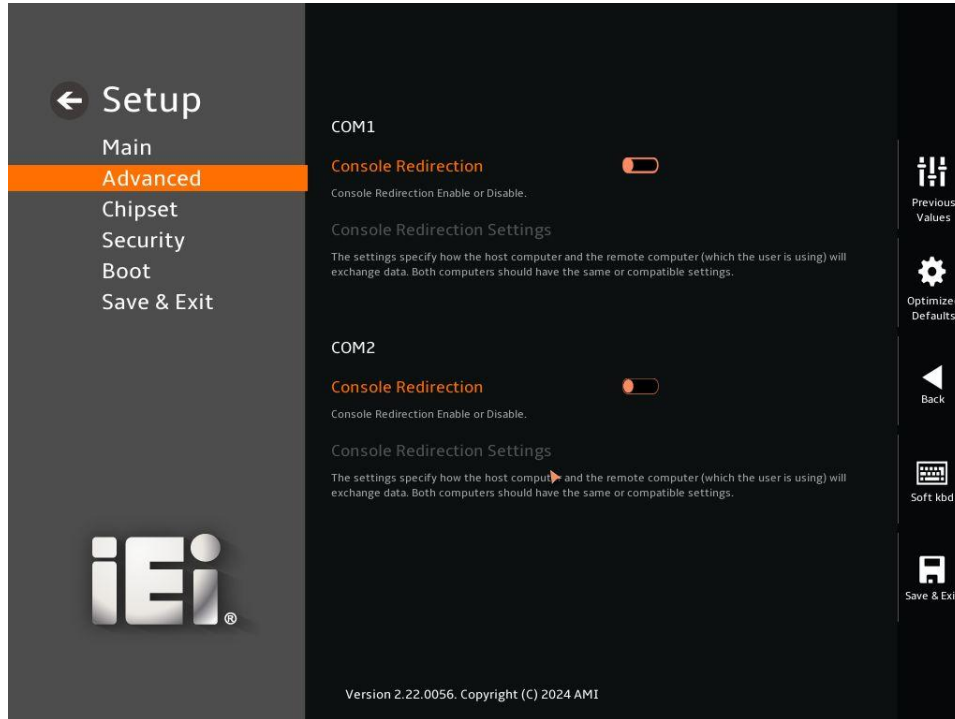 Setup
Main
Advanced
Chipset
Security
Boot
Save & Exit
iEi®
COM1
Console Redirection
Console Redirection Enable or Disable.
Console Redirection Settings
The settings specify how the host computer and the remote computer (which the user is using) will
exchange data. Both computers should have the same or compatible settings.
COM2
Console Redirection
Console Redirection Enable or Disable.
Console Redirection Settings
The settings specify how the host computer and the remote computer (which the user is using) will
exchange data. Both computers should have the same or compatible settings.
Version 2.22.0056. Copyright (C) 2024 AMI
Previous
Values
Optimize
Defaults
Back
Soft kbd
Save & Exi